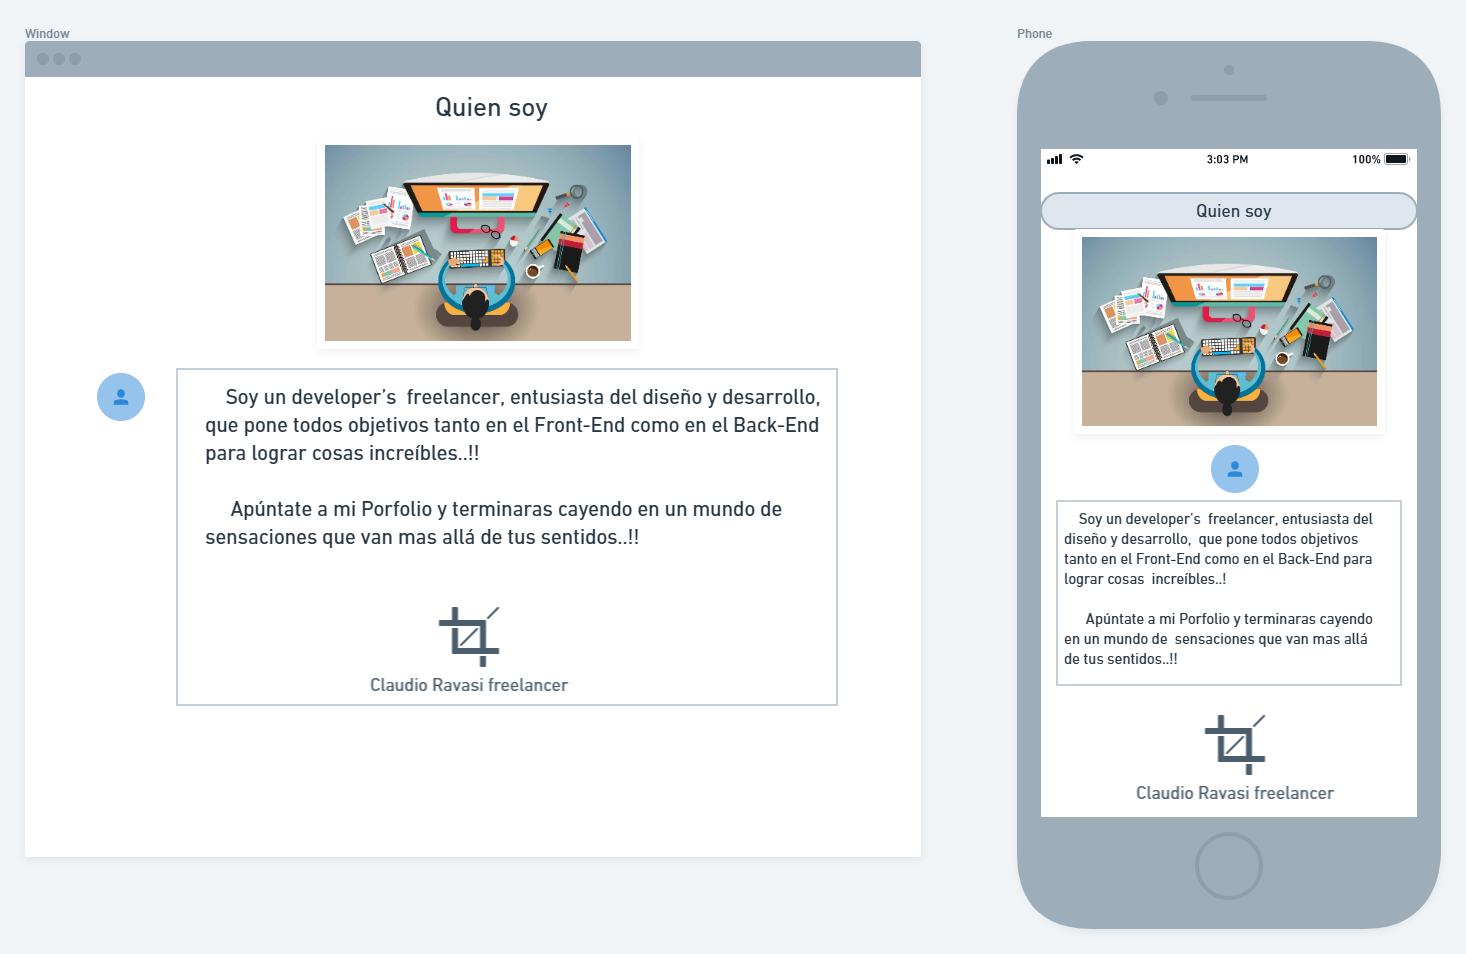 Window
Quien soy
Soy un developer’s freelancer, entusiasta del diseño y desarrollo,
que pone todos objetivos tanto en el Front-End como en el Back-End
para lograr cosas increíbles..!!
Apúntate a mi Porfolio y terminaras cayendo en un mundo de
sensaciones que van mas allá de tus sentidos..!!
Claudio Ravasi freelancer
Phone
3:03 PM
100%
Quien soy
Soy un developer’s freelancer, entusiasta del
diseño y desarrollo, que pone todos objetivos
tanto en el Front-End como en el Back-End para
lograr cosas increíbles..!
Apúntate a mi Porfolio y terminaras cayendo
en un mundo de sensaciones que van mas allá
de tus sentidos..!!
Claudio Ravasi freelancer